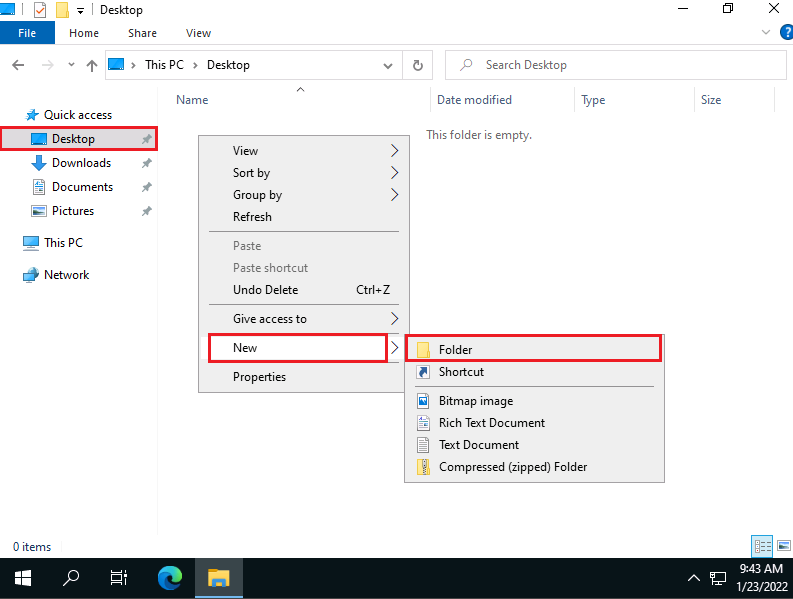 Desktop
File Home Share View
This PC Desktop
Search Desktop
Name Date modified Type Size
Quick access
Desktop
Downloads
Documents
Pictures
This PC
Network
This folder is empty.
View
Sort by
Group by
Refresh
Paste
Paste shortcut
Undo Delete Ctrl+Z
Give access to
New
Properties
Folder
Shortcut
Bitmap image
Rich Text Document
Text Document
Compressed (zipped) Folder
0 items
9:43 AM
1/23/2022